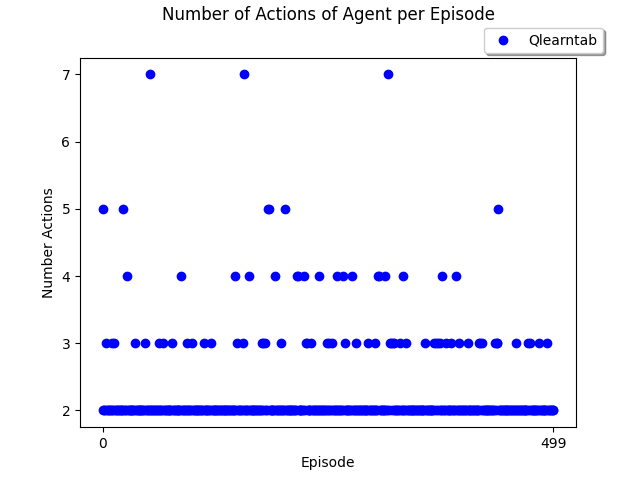 Number of Actions of Agent per Episode
Qlearntab
7
6
5
4
3
2
Number Actions
0
499
Episode